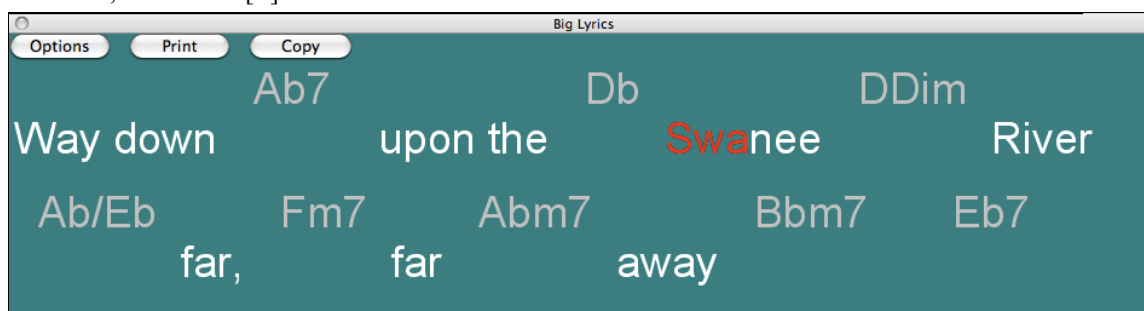 Big Lyrics
Options Print Copy
Ab7 Db DDim
Way down upon the Swanee River
Ab/Eb Fm7 Abm7 Bbm7 Eb7
far, far away